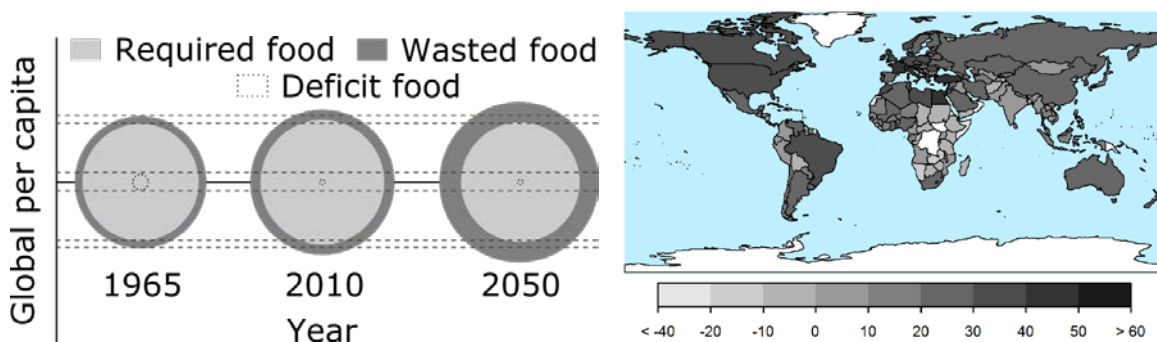 Required food
Wasted food
Deficit food
Global per capita
1965
2010
2050
Year
< -40
-20
-10
0
10
20
30
40
50
> 60